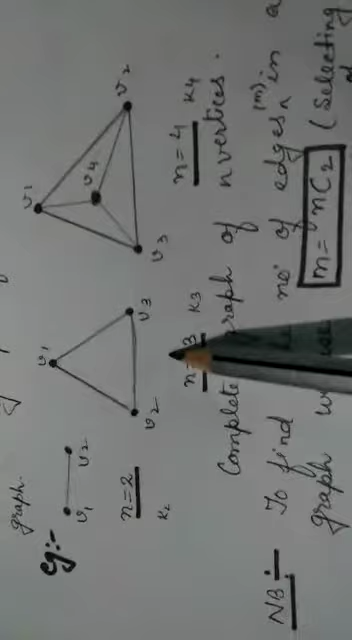 graph.
Eg:-
v1 v2
v1
v2 v3
v1
v4
v3 v2
n=2 n=3 n=4
K2 K3 K4
Complete graph of n vertices.
NB:- To find no: of edges (m) in a
graph
m = nC2 (Selecting